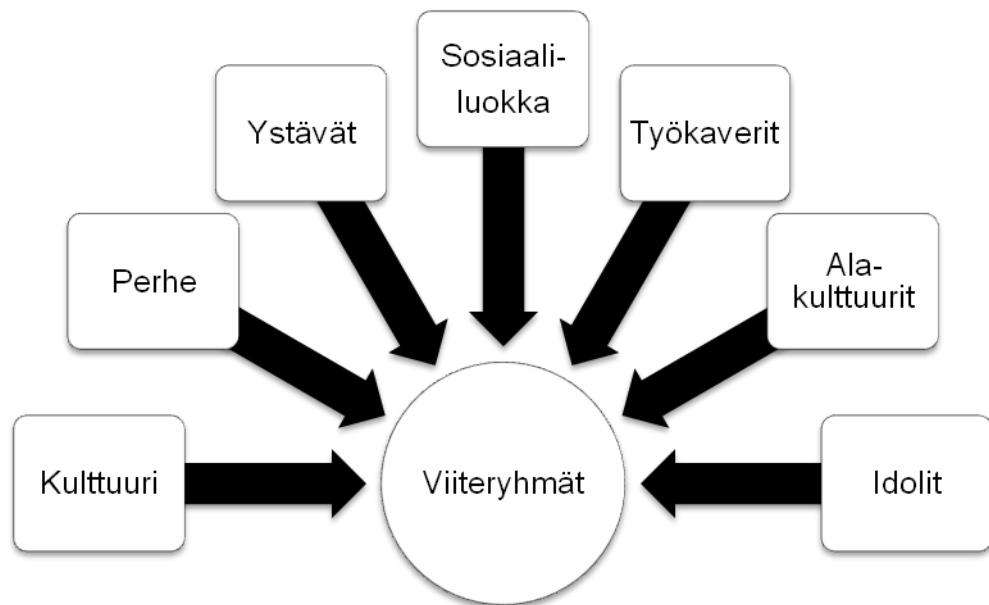 Sosiaali-
luokka
Ystävät
Työkaverit
Perhe
Ala-
kulttuurit
Kulttuuri
Viiteryhmät
Idolit